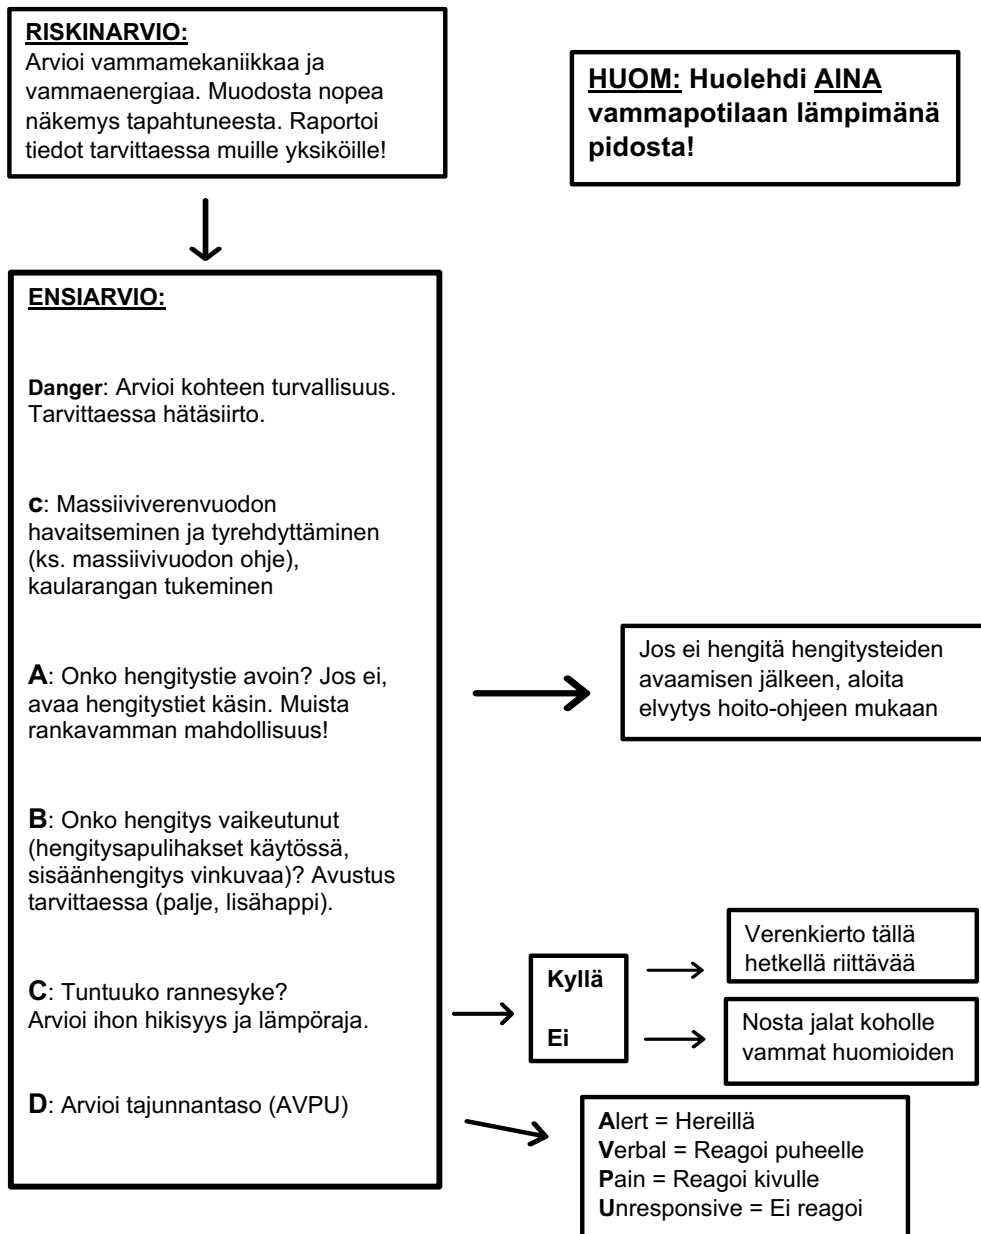 RISKINARVIO:
Arvioi vammamekaniikkaa ja
vammaenergiaa. Muodosta nopea
näkemys tapahtuneesta. Raportoi
tiedot tarvittaessa muille yksiköille!
HUOM: Huolehdi AINA
vammapotilaan lämpimänä
pidosta!
ENSIARVIO:
Danger: Arvioi kohteen turvallisuus.
Tarvittaessa hätäsiirto.
c: Massiiviverenvuodon
havaitseminen ja tyrehdyttäminen
(ks. massiivivuodon ohje),
kaularangan tukeminen
A: Onko hengitystie avoin? Jos ei,
avaa hengitystiet käsin. Muista
rankavamman mahdollisuus!
Jos ei hengitä hengitysteiden
avaamisen jälkeen, aloita
elvytys hoito-ohjeen mukaan
B: Onko hengitys vaikeutunut
(hengitysapulihakset käytössä,
sisäänhengitys vinkuvaa)? Avustus
tarvittaessa (palje, lisähappi).
C: Tuntuuko rannesyke?
Arvioi ihon hikisyys ja lämpöraja.
Kyllä
Ei
Verenkierto tällä
hetkellä riittävää
Nosta jalat koholle
vammat huomioiden
D: Arvioi tajunnantaso (AVPU)
Alert = Hereillä
Verbal = Reagoi puheelle
Pain = Reagoi kivulle
Unresponsive = Ei reagoi